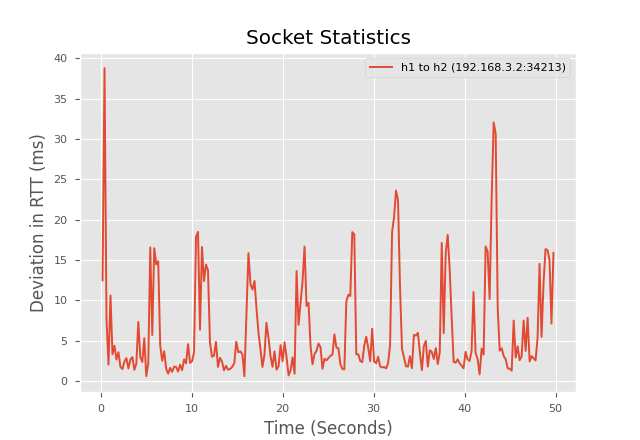 Socket Statistics
h1 to h2 (192.168.3.2:34213)
Deviation in RTT (ms)
40
35
30
25
20
15
10
5
0
0 10 20 30 40 50
Time (Seconds)